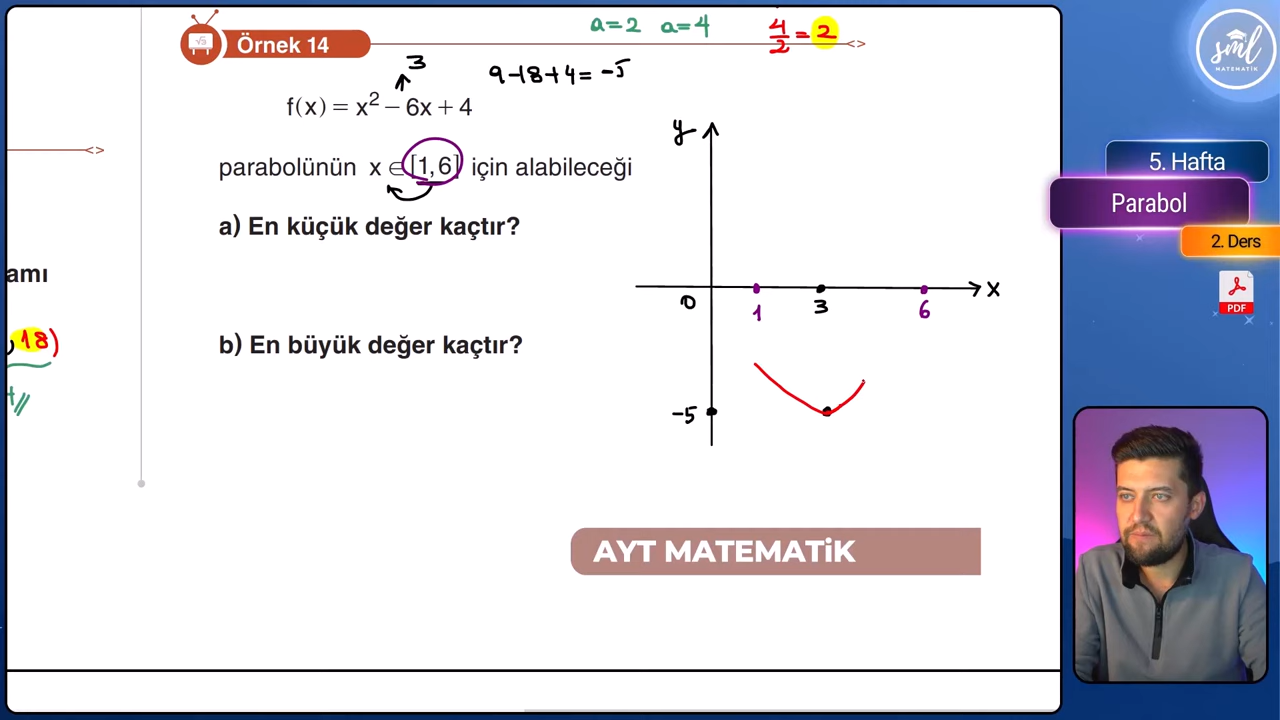 a=2 a=4
4/2 = 2
√5
Örnek 14
3
9-18+4=-5
f(x) = x² − 6x + 4
parabolünün x ∈ [1,6] için alabileceği
a) En küçük değer kaçtır?
b) En büyük değer kaçtır?
amı
18)
y
x
0
1
3
6
-5
AYT MATEMATİK
sml
MATEMATİK
5. Hafta
Parabol
2. Ders
PDF